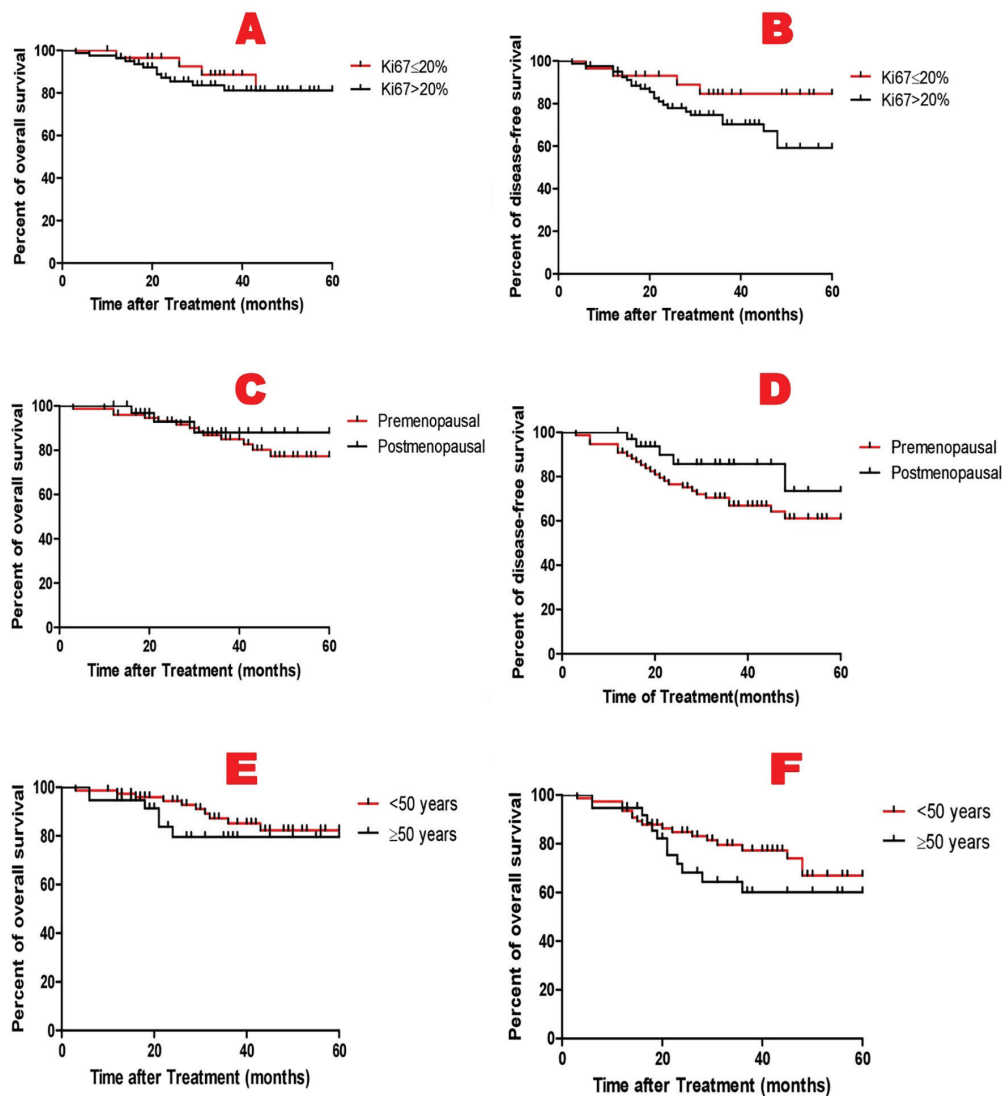 A
Percent of overall survival
100
80
60
40
20
0
0 20 40 60
Time after Treatment (months)
Ki67≤20%
Ki67>20%
B
Percent of disease-free survival
100
80
60
40
20
0
0 20 40 60
Time after Treatment (months)
Ki67≤20%
Ki67>20%
C
Percent of overall survival
100
80
60
40
20
0
0 20 40 60
Time after Treatment (months)
Premenopausal
Postmenopausal
D
Percent of disease-free survival
100
80
60
40
20
0
0 20 40 60
Time of Treatment(months)
Premenopausal
Postmenopausal
E
Percent of overall survival
100
80
60
40
20
0
0 20 40 60
Time after Treatment (months)
<50 years
≥50 years
F
Percent of overall survival
100
80
60
40
20
0
0 20 40 60
Time after Treatment (months)
<50 years
≥50 years